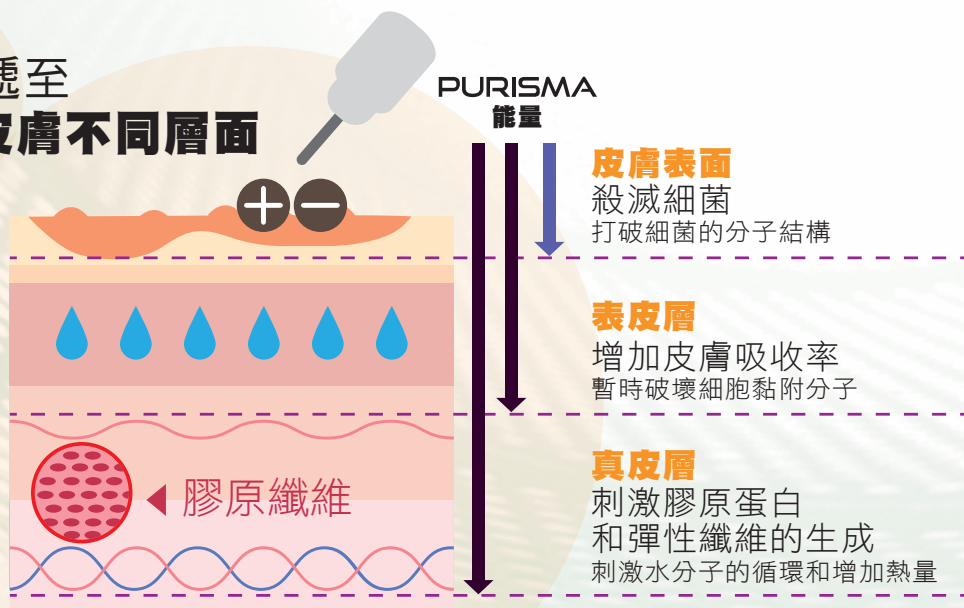 遞至
皮膚不同層面
PURISMA
能量
皮膚表面
殺滅細菌
打破細菌的分子結構
表皮層
增加皮膚吸收率
暫時破壞細胞黏附分子
膠原纖維
真皮層
刺激膠原蛋白
和彈性纖維的生成
刺激水分子的循環和增加熱量